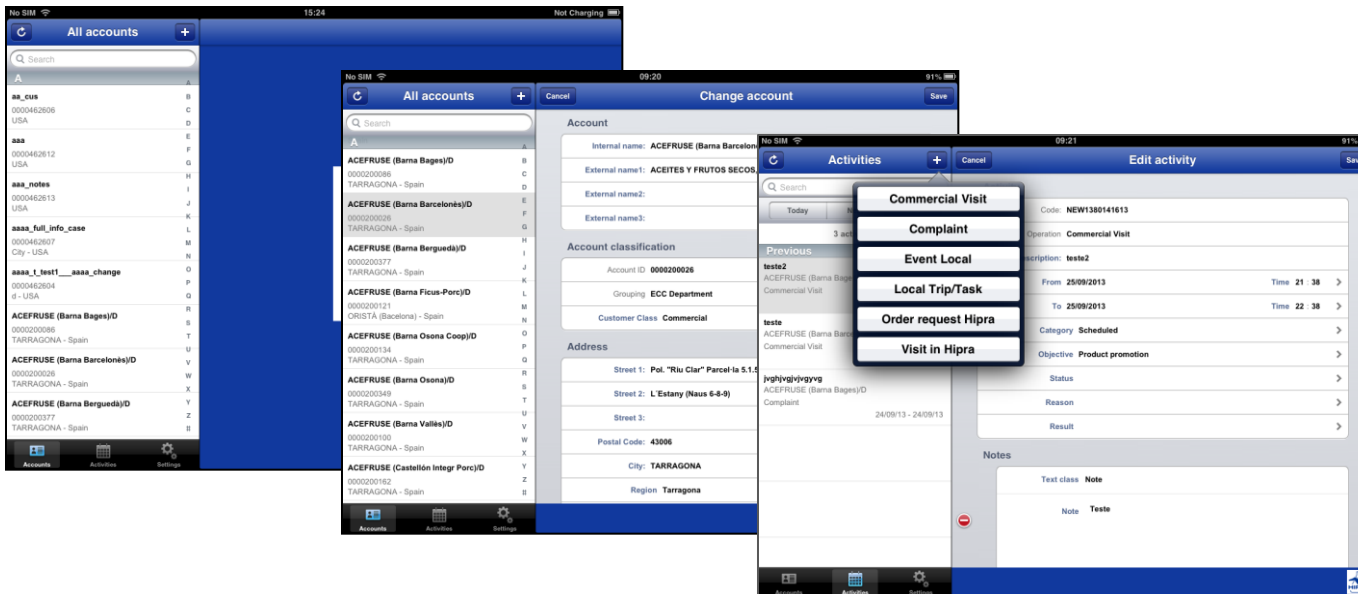 No SIM 15:24 Not Charging
All accounts +
Search
A
aa_cus
0000462606
USA
aaa
0000462612
USA
aaa_notes
0000462613
USA
aaaa_full_info_case
0000462607
City - USA
aaaa_t_test1___aaaa_change
0000462604
d - USA
ACEFRUSE (Barna Bages)/D
0000200086
TARRAGONA - Spain
ACEFRUSE (Barna Barcelonès)/D
0000200026
TARRAGONA - Spain
ACEFRUSE (Barna Berguedà)/D
0000200377
TARRAGONA - Spain
A
B
C
D
E
F
G
H
I
J
K
L
M
N
O
P
Q
R
S
T
U
V
W
X
Y
Z
#
Accounts Activities Settings
No SIM 09:20 91%
All accounts + Cancel Change account Save
Search
A
ACEFRUSE (Barna Bages)/D
0000200086
TARRAGONA - Spain
ACEFRUSE (Barna Barcelonès)/D
0000200026
TARRAGONA - Spain
ACEFRUSE (Barna Berguedà)/D
0000200377
TARRAGONA - Spain
ACEFRUSE (Barna Ficus-Porc)/D
0000200121
ORISTÀ (Bacelona) - Spain
ACEFRUSE (Barna Osona Coop)/D
0000200134
TARRAGONA - Spain
ACEFRUSE (Barna Osona)/D
0000200349
TARRAGONA - Spain
ACEFRUSE (Barna Vallès)/D
0000200100
TARRAGONA - Spain
ACEFRUSE (Castellón Integr Porc)/D
0000200162
TARRAGONA - Spain
A
B
C
D
E
F
G
H
I
J
K
L
M
N
O
P
Q
R
S
T
U
V
W
X
Y
Z
#
Accounts Activities Settings
Account
Internal name: ACEFRUSE (Barna Barcelon
External name1: ACEITES Y FRUTOS SECOS,
External name2:
External name3:
Account classification
Account ID 0000200026
Grouping ECC Department
Customer Class Commercial
Address
Street 1: Pol. "Riu Clar" Parcel·la 5.1.5
Street 2: L´Estany (Naus 6-8-9)
Street 3:
Postal Code: 43006
City: TARRAGONA
Region Tarragona
No SIM 09:21 91%
Activities + Cancel Edit activity Sav
Search
Today N
3 act
Previous
teste2
ACEFRUSE (Barna Bage
Commercial Visit
teste
ACEFRUSE (Barna Barce
Commercial Visit
jvghjvgjvjvgyvg
ACEFRUSE (Barna Bages)/D
Complaint
24/09/13 - 24/09/13
Commercial Visit
Complaint
Event Local
Local Trip/Task
Order request Hipra
Visit in Hipra
Code: NEW1380141613
Operation Commercial Visit
scription: teste2
From 25/09/2013 Time 21 : 38
To 25/09/2013 Time 22 : 38
Category Scheduled
Objective Product promotion
Status
Reason
Result
Notes
Text class Note
Note Teste
Accounts Activities Settings